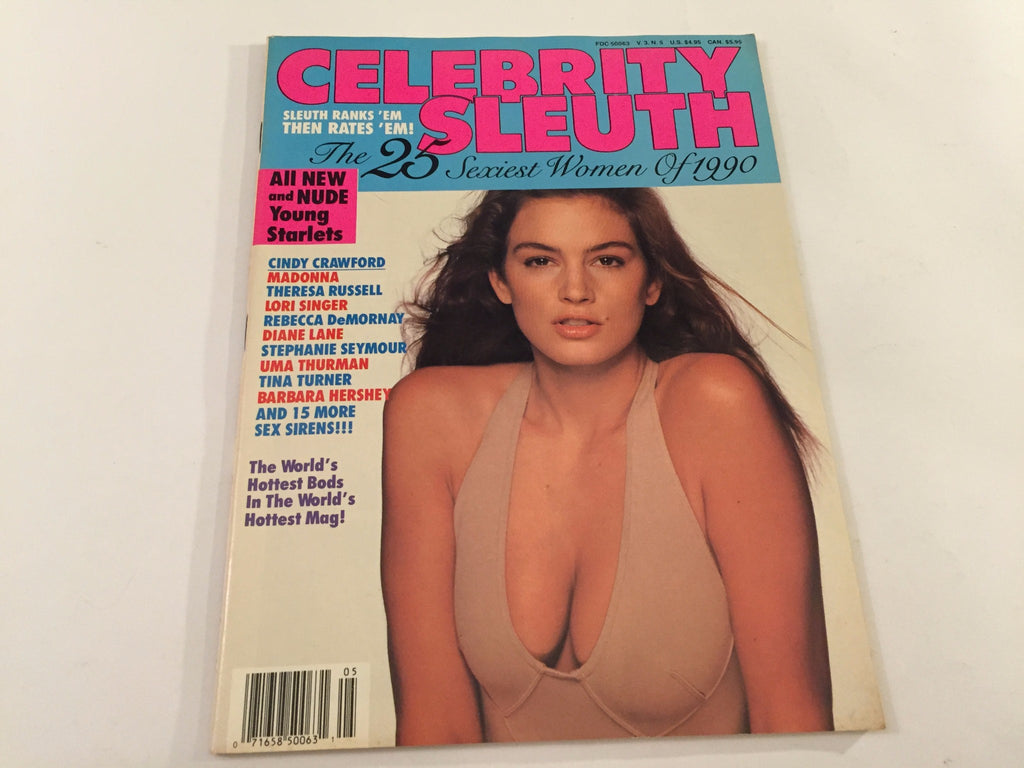 FDC 50063 V 3, N. 5 U.S. $4.95 CAN. $5.95
CELEBRITY
SLEUTH
SLEUTH RANKS 'EM
THEN RATES 'EM!
The 25 Sexiest Women Of 1990
All NEW
and NUDE
Young
Starlets
CINDY CRAWFORD
MADONNA
THERESA RUSSELL
LORI SINGER
REBECCA DeMORNAY
DIANE LANE
STEPHANIE SEYMOUR
UMA THURMAN
TINA TURNER
BARBARA HERSHEY
AND 15 MORE
SEX SIRENS!!!
The World's
Hottest Bods
In The World's
Hottest Mag!
05
0 71658 50063 1